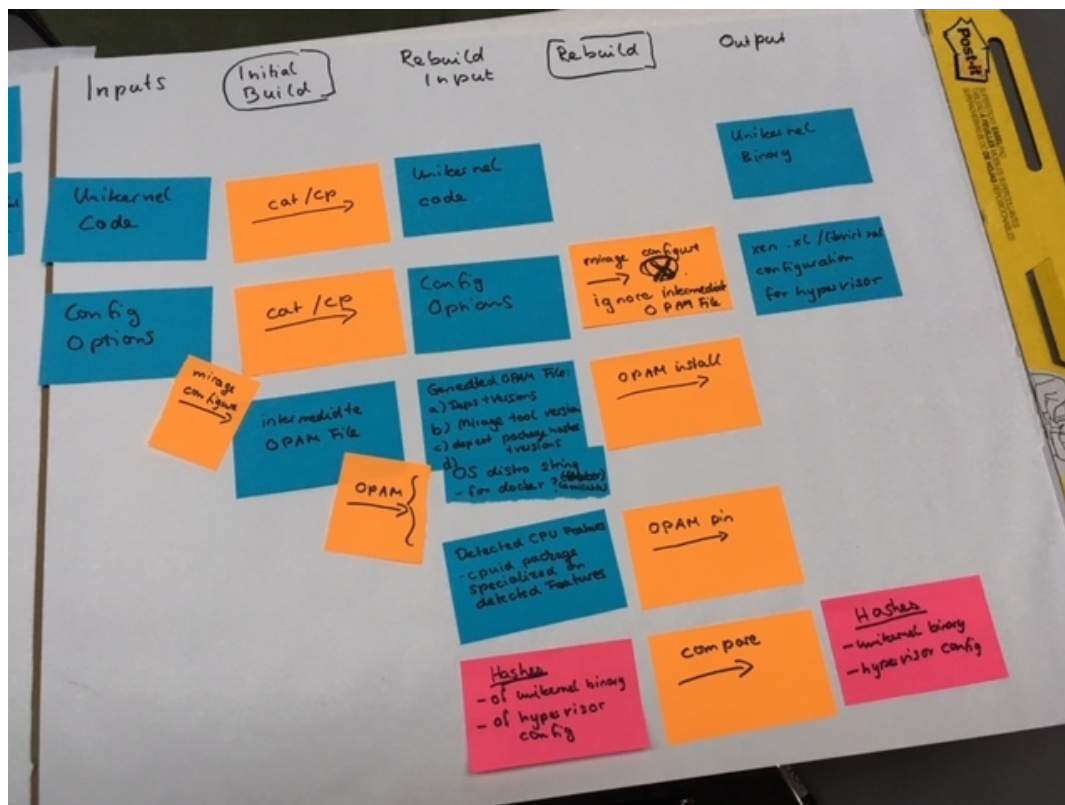 Inputs
Initial
Build
Rebuild
Input
Rebuild
Output
Unikernel
Code
cat/cp
Unikernel
code
Unikernel
Binary
Config
Options
cat/cp
Config
Options
mirage configure
ignore intermediate
OPAM File
xen .xl /libvirt.xml
configuration
for hypervisor
mirage
configure
intermediate
OPAM File
OPAM
Generated OPAM File:
a) Deps + versions
b) Mirage tool version
c) depext package hashes
+ versions
d)
OS distro string
- for docker
OPAM install
Detected CPU Features
- cpuid package
specialized on
detected Features
OPAM pin
Hashes
- of unikernel binary
- of hypervisor
config
compare
Hashes
- unikernel binary
- hypervisor config
Post-it